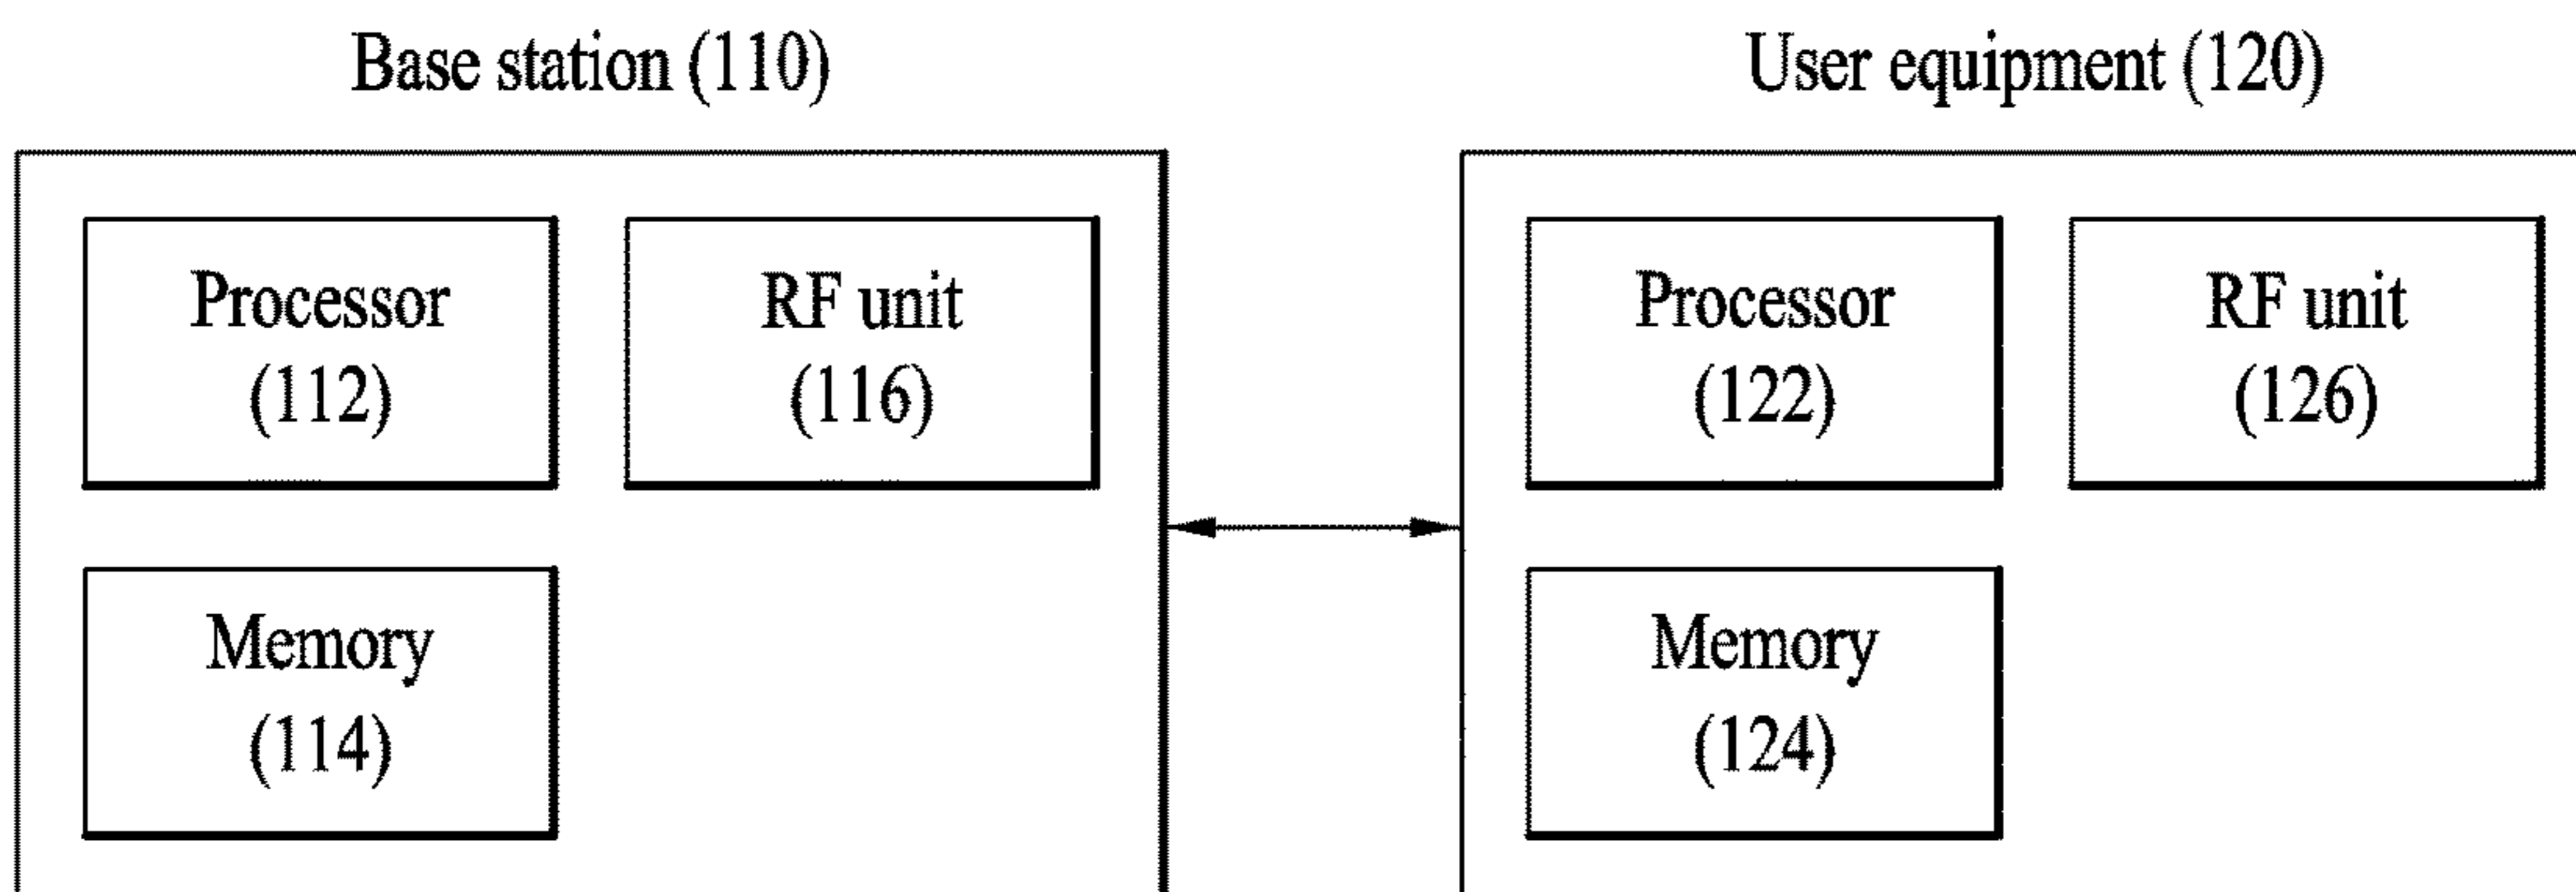 Base station (110)
User equipment (120)
Processor
(112)
RF unit
(116)
Processor
(122)
RF unit
(126)
Memory
(114)
Memory
(124)